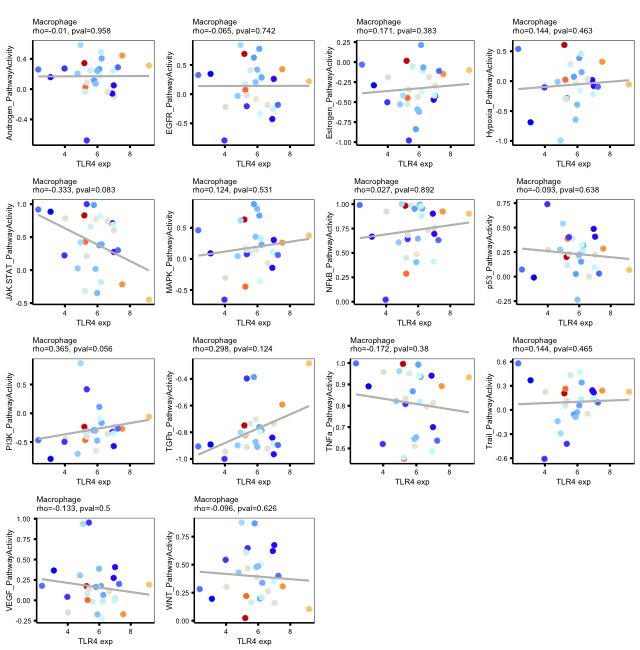 Macrophage
rho=-0.01, pval=0.958
Androgen_PathwayActivity
0.4
0.0
-0.4
4 6 8
TLR4 exp
Macrophage
rho=-0.065, pval=0.742
EGFR_PathwayActivity
0.5
0.0
-0.5
4 6 8
TLR4 exp
Macrophage
rho=0.171, pval=0.383
Estrogen_PathwayActivity
0.25
0.00
-0.25
-0.50
-0.75
-1.00
4 6 8
TLR4 exp
Macrophage
rho=0.144, pval=0.463
Hypoxia_PathwayActivity
0.5
0.0
-0.5
-1.0
4 6 8
TLR4 exp
Macrophage
rho=-0.333, pval=0.083
JAK.STAT_PathwayActivity
1.0
0.5
0.0
-0.5
4 6 8
TLR4 exp
Macrophage
rho=0.124, pval=0.531
MAPK_PathwayActivity
0.5
0.0
-0.5
4 6 8
TLR4 exp
Macrophage
rho=0.027, pval=0.892
NFkB_PathwayActivity
1.00
0.75
0.50
0.25
0.00
4 6 8
TLR4 exp
Macrophage
rho=-0.093, pval=0.638
p53_PathwayActivity
0.75
0.50
0.25
0.00
-0.25
4 6 8
TLR4 exp
Macrophage
rho=0.365, pval=0.056
PI3K_PathwayActivity
0.5
0.0
-0.5
4 6 8
TLR4 exp
Macrophage
rho=0.298, pval=0.124
TGFb_PathwayActivity
-0.4
-0.6
-0.8
-1.0
4 6 8
TLR4 exp
Macrophage
rho=-0.172, pval=0.38
TNFa_PathwayActivity
1.0
0.9
0.8
0.7
0.6
4 6 8
TLR4 exp
Macrophage
rho=0.144, pval=0.465
Trail_PathwayActivity
0.6
0.3
0.0
-0.3
-0.6
4 6 8
TLR4 exp
Macrophage
rho=-0.133, pval=0.5
VEGF_PathwayActivity
1.00
0.75
0.50
0.25
0.00
-0.25
4 6 8
TLR4 exp
Macrophage
rho=-0.096, pval=0.626
WNT_PathwayActivity
0.75
0.50
0.25
0.00
4 6 8
TLR4 exp